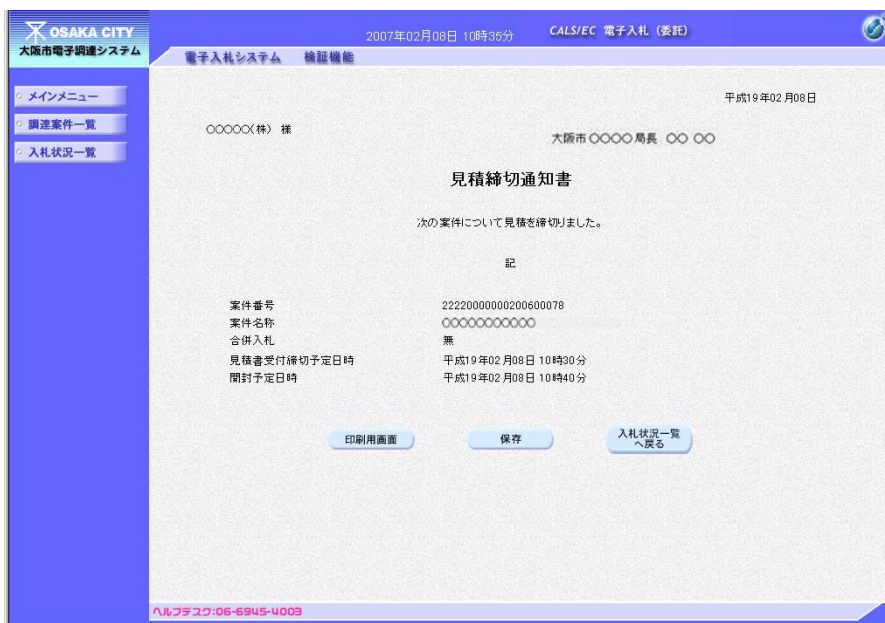 OSAKA CITY
大阪市電子調達システム
2007年02月08日 10時35分
CALS/EC 電子入札（委託）
電子入札システム 検証機能
メインメニュー
調達案件一覧
入札状況一覧
平成19年02月08日
○○○○○(株) 様
大阪市○○○○局長 ○○ ○○
見積締切通知書
次の案件について見積を締切りました。
記
案件番号 22220000000200600078
案件名称 ○○○○○○○○○○○
合併入札 無
見積書受付締切予定日時 平成19年02月08日 10時30分
開封予定日時 平成19年02月08日 10時40分
印刷用画面
保存
入札状況一覧
へ戻る
ヘルプデスク:06-6945-4003